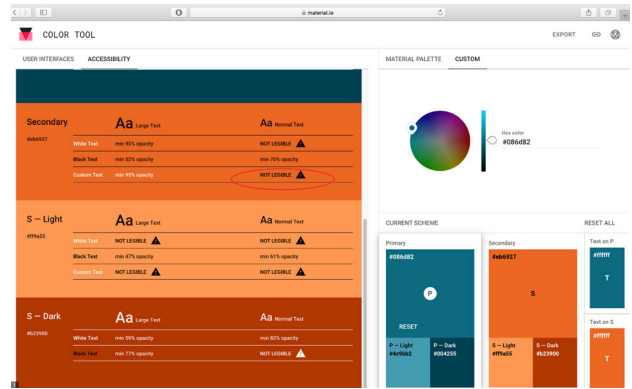 material.io
COLOR TOOL
EXPORT
USER INTERFACES ACCESSIBILITY
MATERIAL PALETTE CUSTOM
Secondary
#eb6927
Aa Large Text
Aa Normal Text
White Text min 95% opacity NOT LEGIBLE
Black Text min 52% opacity min 70% opacity
Custom Text min 95% opacity NOT LEGIBLE
S – Light
#ff9a55
Aa Large Text
Aa Normal Text
White Text NOT LEGIBLE NOT LEGIBLE
Black Text min 47% opacity min 61% opacity
Custom Text NOT LEGIBLE NOT LEGIBLE
S – Dark
#b23900
Aa Large Text
Aa Normal Text
White Text min 59% opacity min 82% opacity
Black Text min 77% opacity NOT LEGIBLE
Hex color
#086d82
CURRENT SCHEME
RESET ALL
Primary
#086d82
P
RESET
P – Light
#4c9bb2
P – Dark
#004255
Secondary
#eb6927
S
S – Light
#ff9a55
S – Dark
#b23900
Text on P
#ffffff
T
Text on S
#ffffff
T